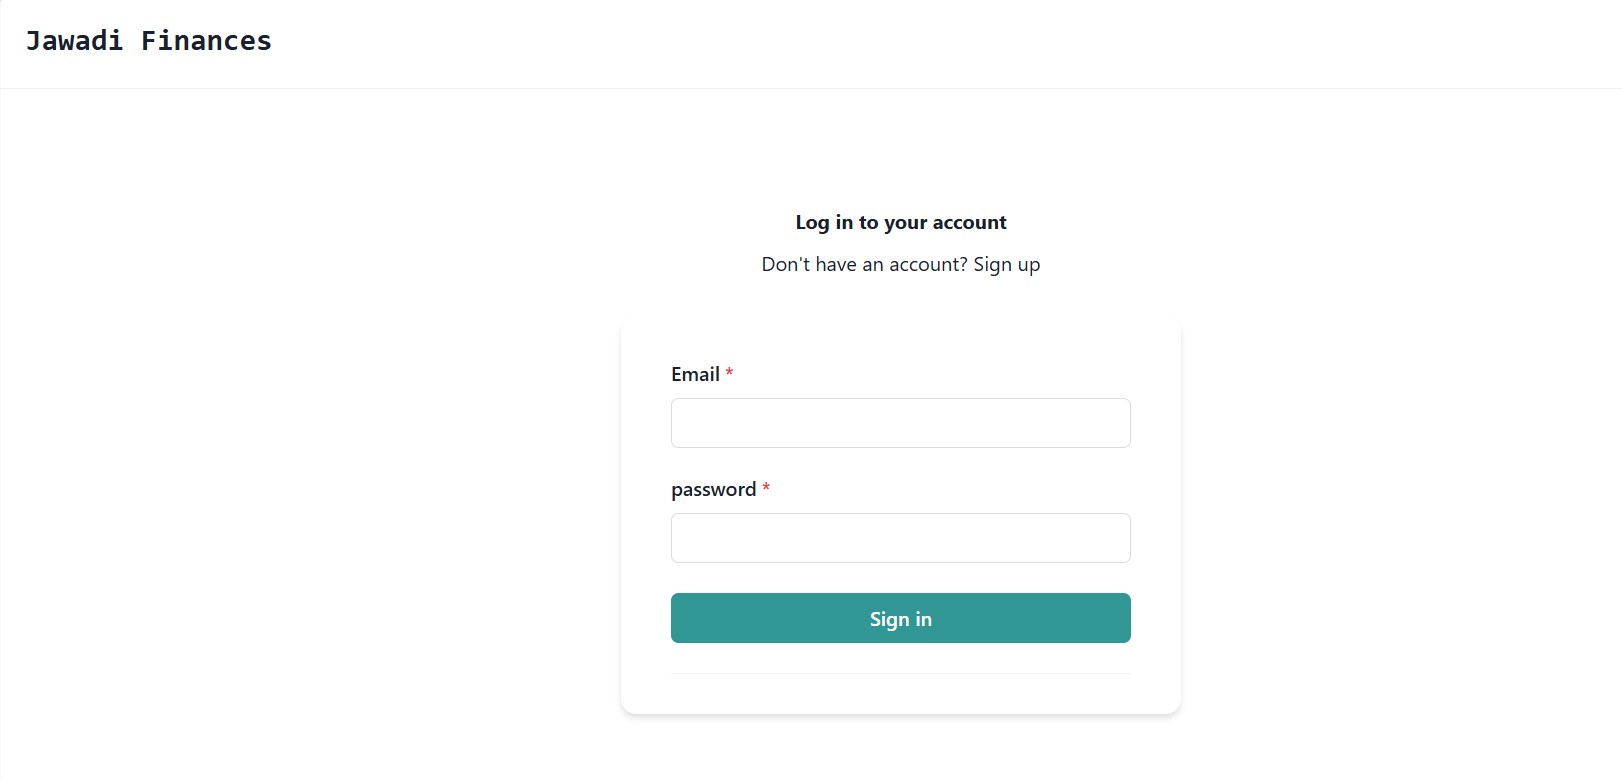 Jawadi Finances
Log in to your account
Don't have an account? Sign up
Email *
password *
Sign in